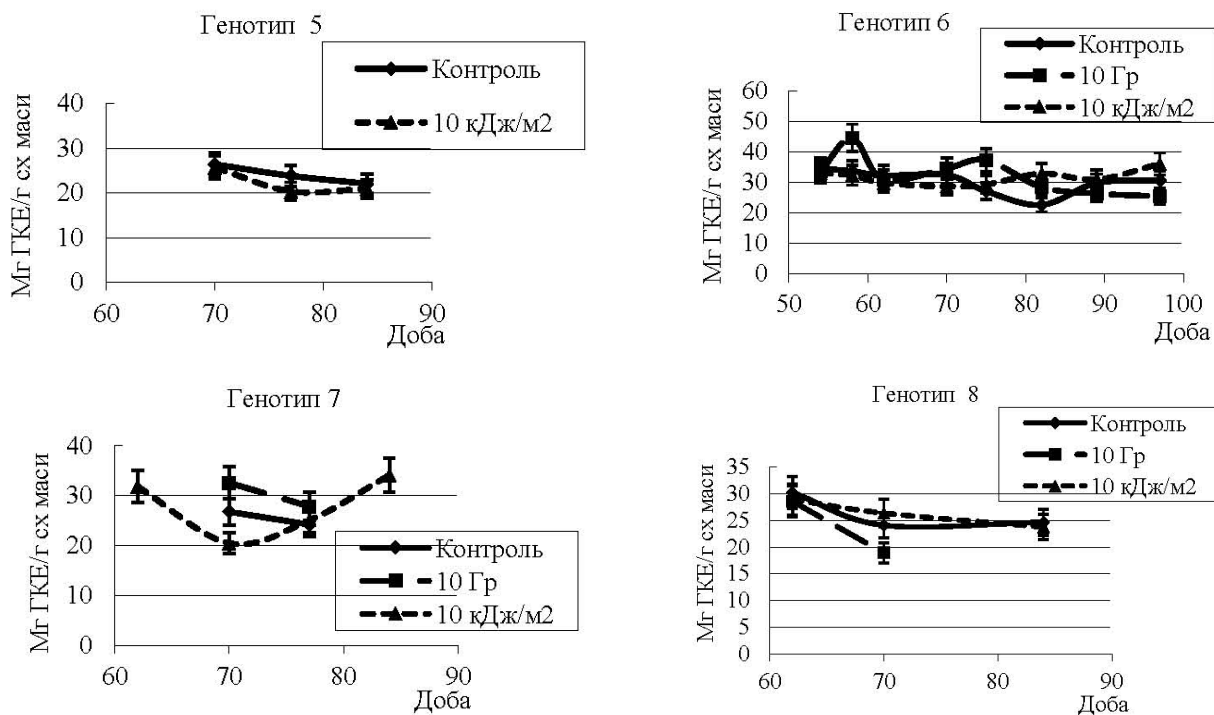 Генотип 5
Контроль
10 кДж/м2
Мг ГКЕ/г сх маси
40
30
20
10
0
60 70 80 90
Доба
Генотип 6
Контроль
10 Гр
10 кДж/м2
Мг ГКЕ/г сх маси
60
50
40
30
20
10
0
50 60 70 80 90 100
Доба
Генотип 7
Контроль
10 Гр
10 кДж/м2
Мг ГКЕ/г сх маси
40
30
20
10
0
60 70 80 90
Доба
Генотип 8
Контроль
10 Гр
10 кДж/м2
Мг ГКЕ/г сх маси
35
30
25
20
15
10
5
0
60 70 80 90
Доба